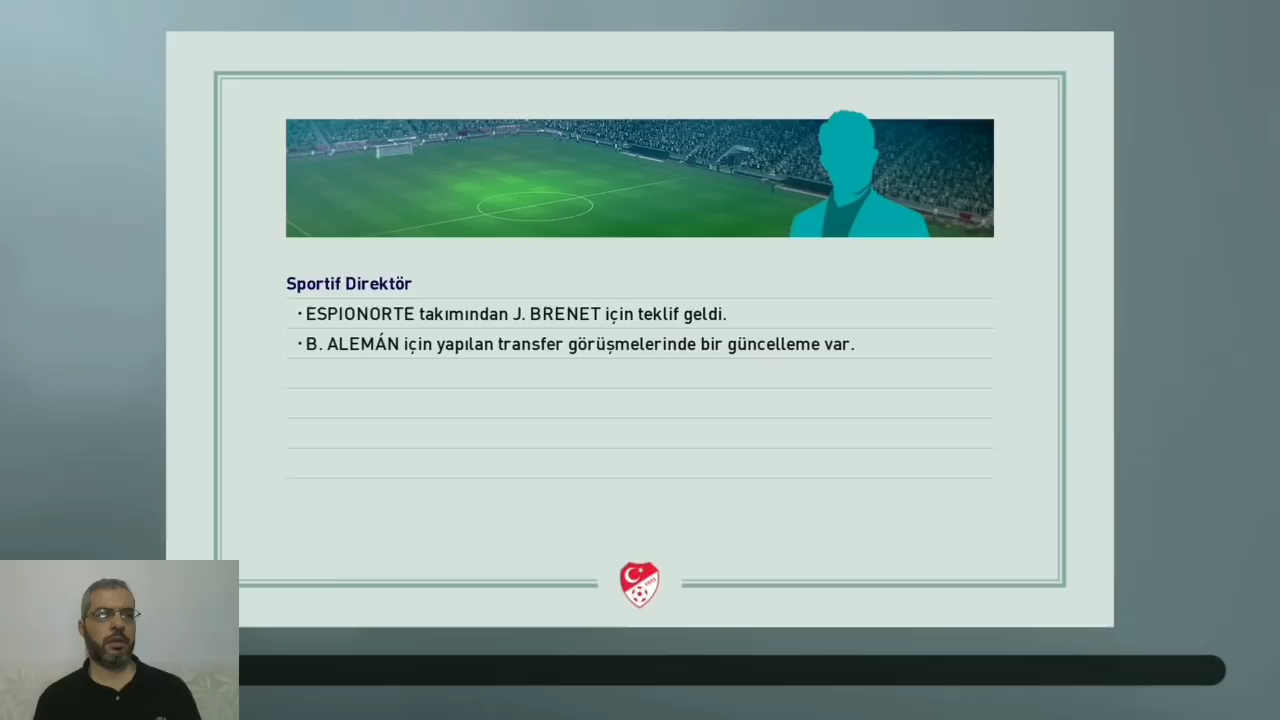 Sportif Direktör
· ESPIONORTE takımından J. BRENET için teklif geldi.
· B. ALEMÁN için yapılan transfer görüşmelerinde bir güncelleme var.